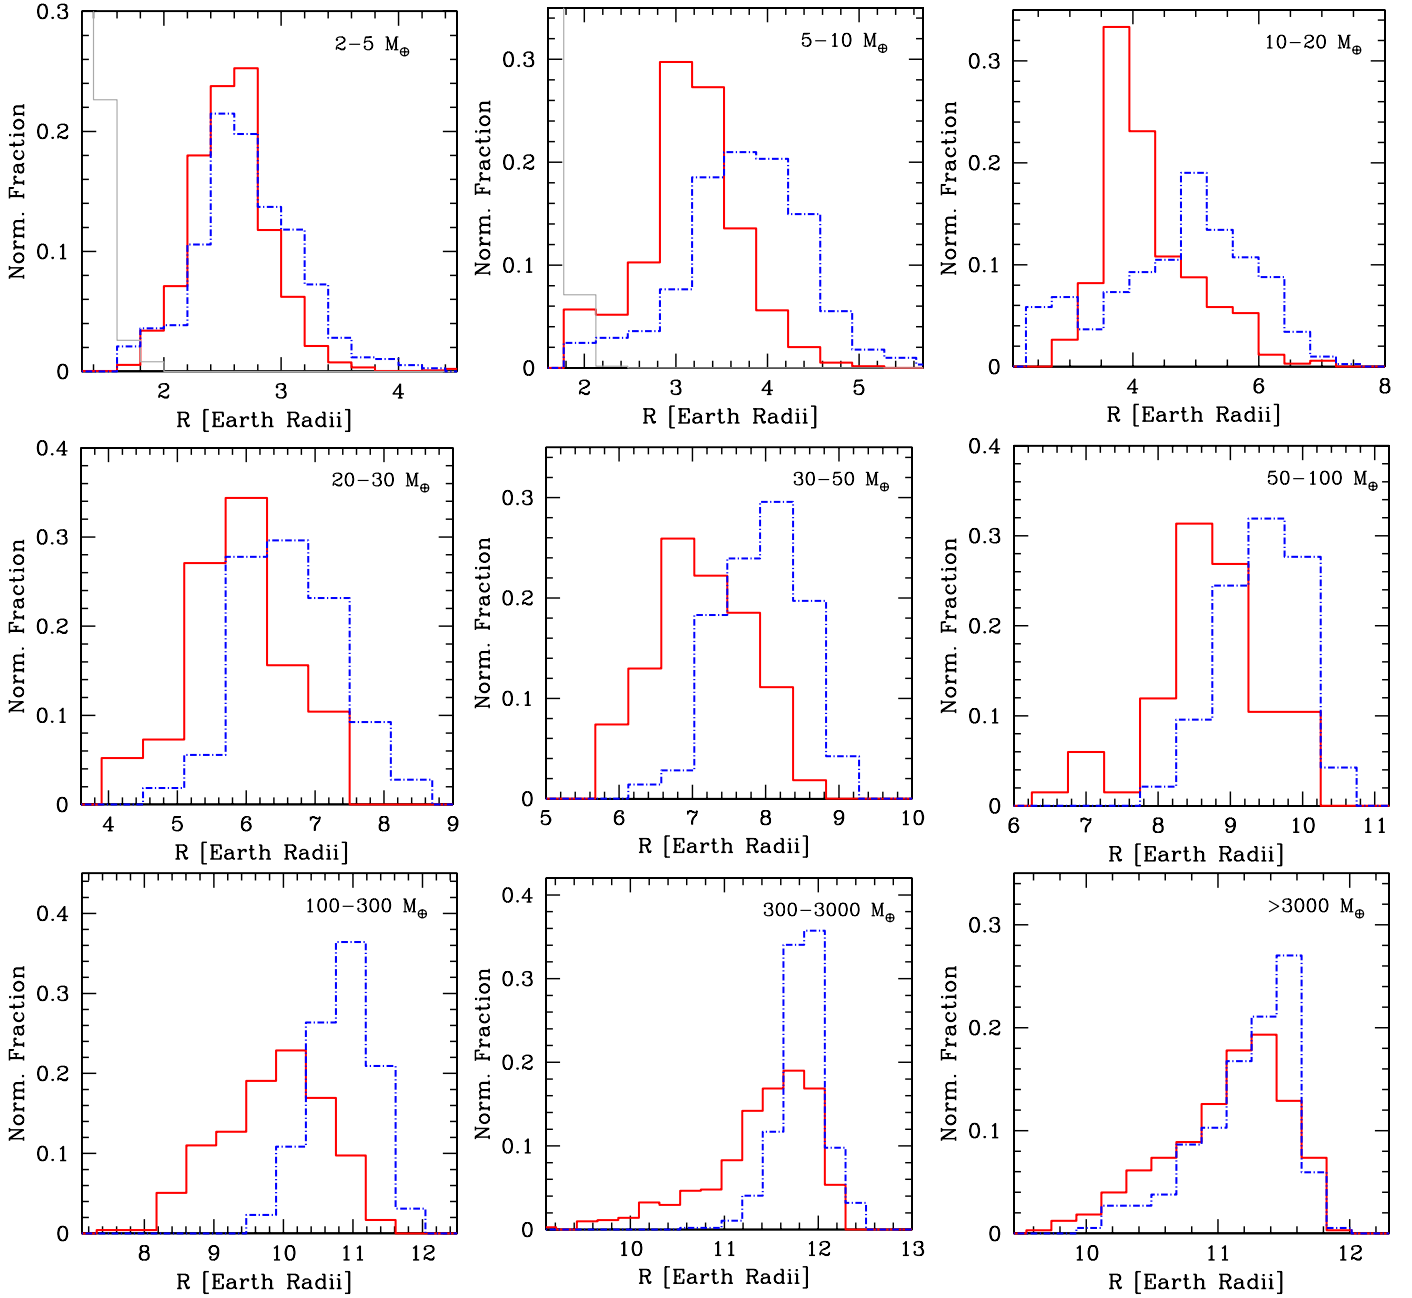 0.3
2–5 M⊕
0.2
0.1
0
Norm. Fraction
2 3 4
R [Earth Radii]
5–10 M⊕
0.3
0.2
0.1
0
Norm. Fraction
2 3 4 5
R [Earth Radii]
10–20 M⊕
0.3
0.2
0.1
0
Norm. Fraction
4 6 8
R [Earth Radii]
0.4
20–30 M⊕
0.3
0.2
0.1
0
Norm. Fraction
4 5 6 7 8 9
R [Earth Radii]
30–50 M⊕
0.3
0.2
0.1
0
Norm. Fraction
5 6 7 8 9 10
R [Earth Radii]
0.4
50–100 M⊕
0.3
0.2
0.1
0
Norm. Fraction
6 7 8 9 10 11
R [Earth Radii]
100–300 M⊕
0.4
0.3
0.2
0.1
0
Norm. Fraction
8 9 10 11 12
R [Earth Radii]
0.4
300–3000 M⊕
0.3
0.2
0.1
0
Norm. Fraction
10 11 12 13
R [Earth Radii]
>3000 M⊕
0.3
0.2
0.1
0
Norm. Fraction
10 11 12
R [Earth Radii]